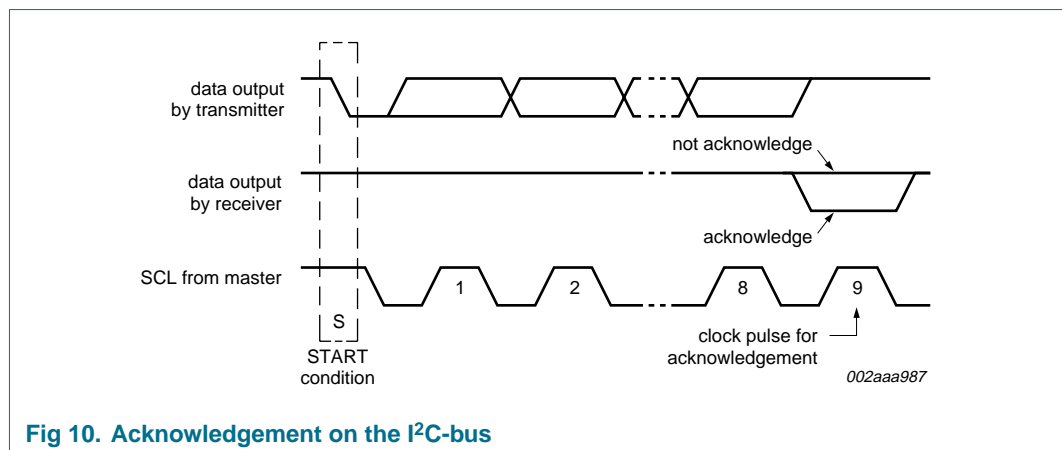 data output
by transmitter
not acknowledge
data output
by receiver
acknowledge
SCL from master
1
2
8
9
S
START
condition
clock pulse for
acknowledgement
002aaa987
Fig 10. Acknowledgement on the I²C-bus